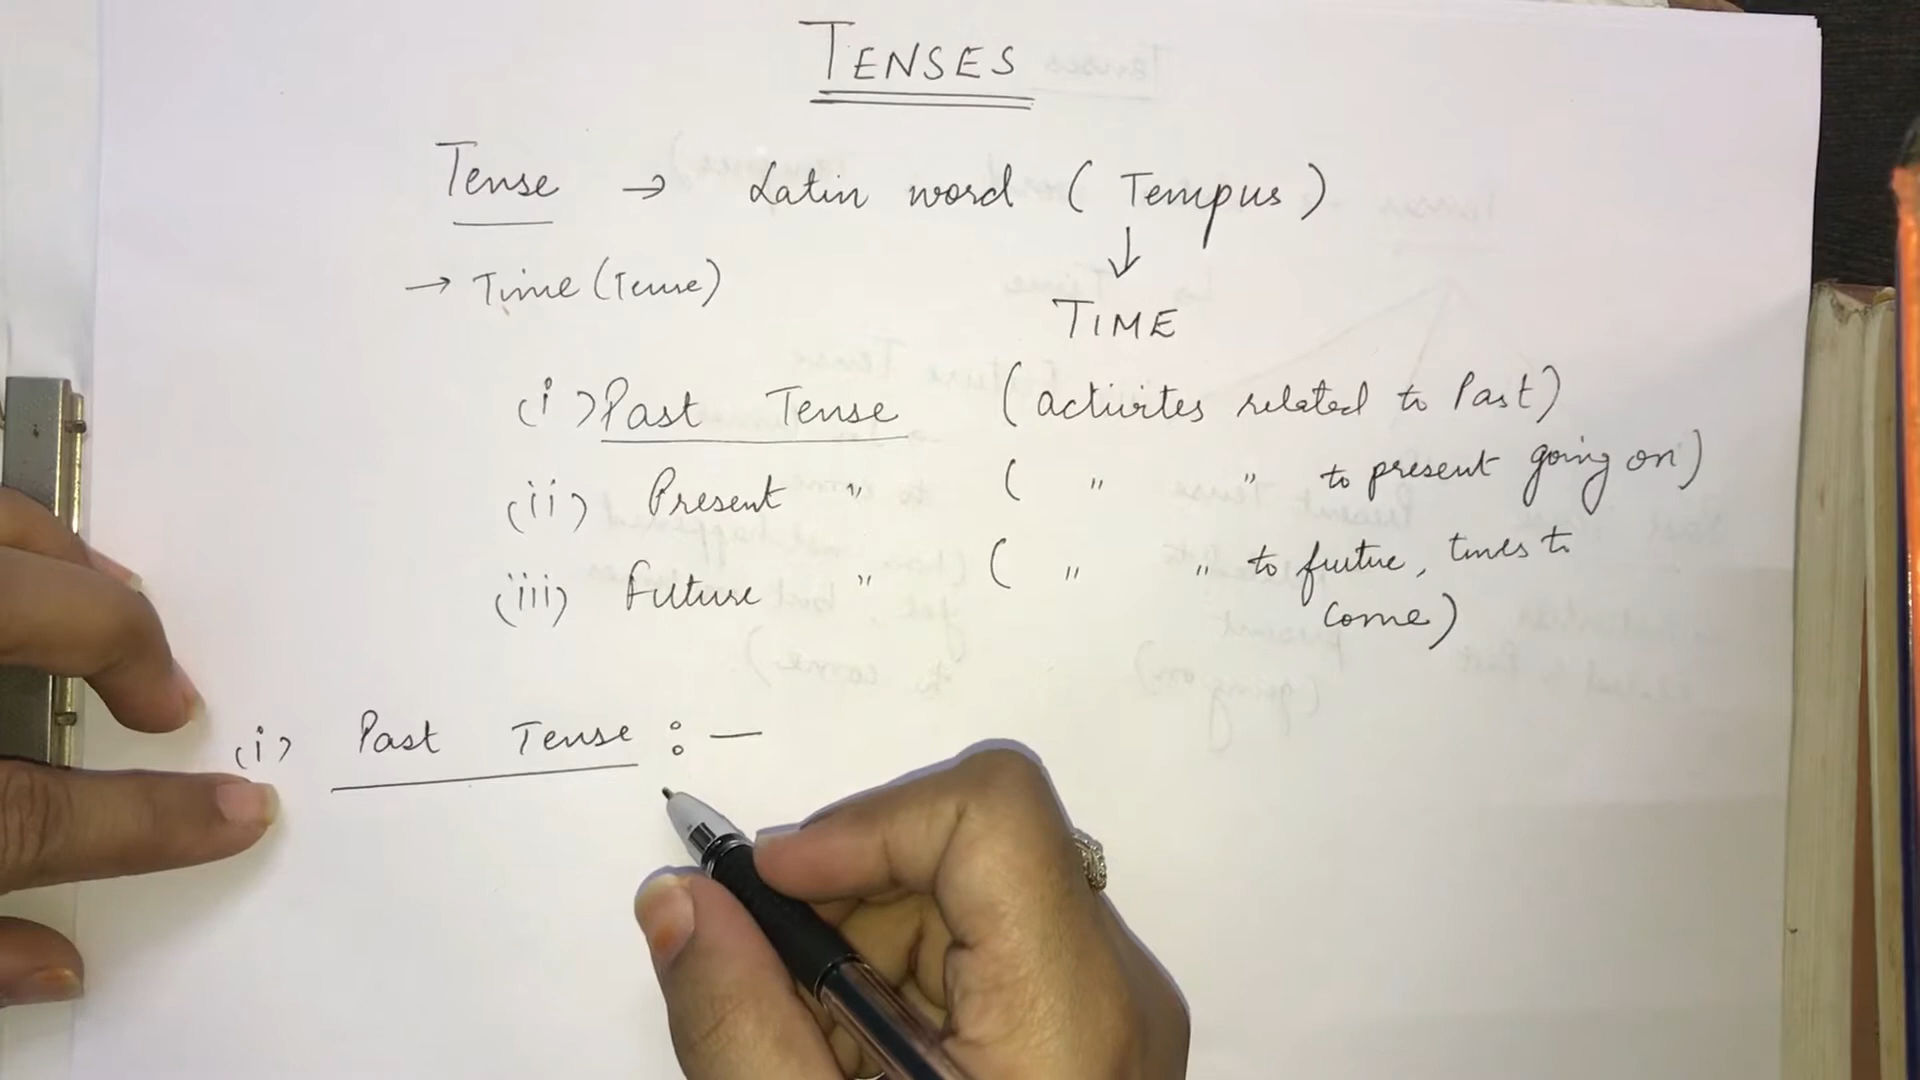 TENSES
Tense → Latin word ( Tempus )
↓
→ Time (Tense)
TIME
(i) Past Tense (activites related to Past)
(ii) Present " ( " " to present going on)
(iii) Future " ( " " to future, times to
come)
(i) Past Tense : —